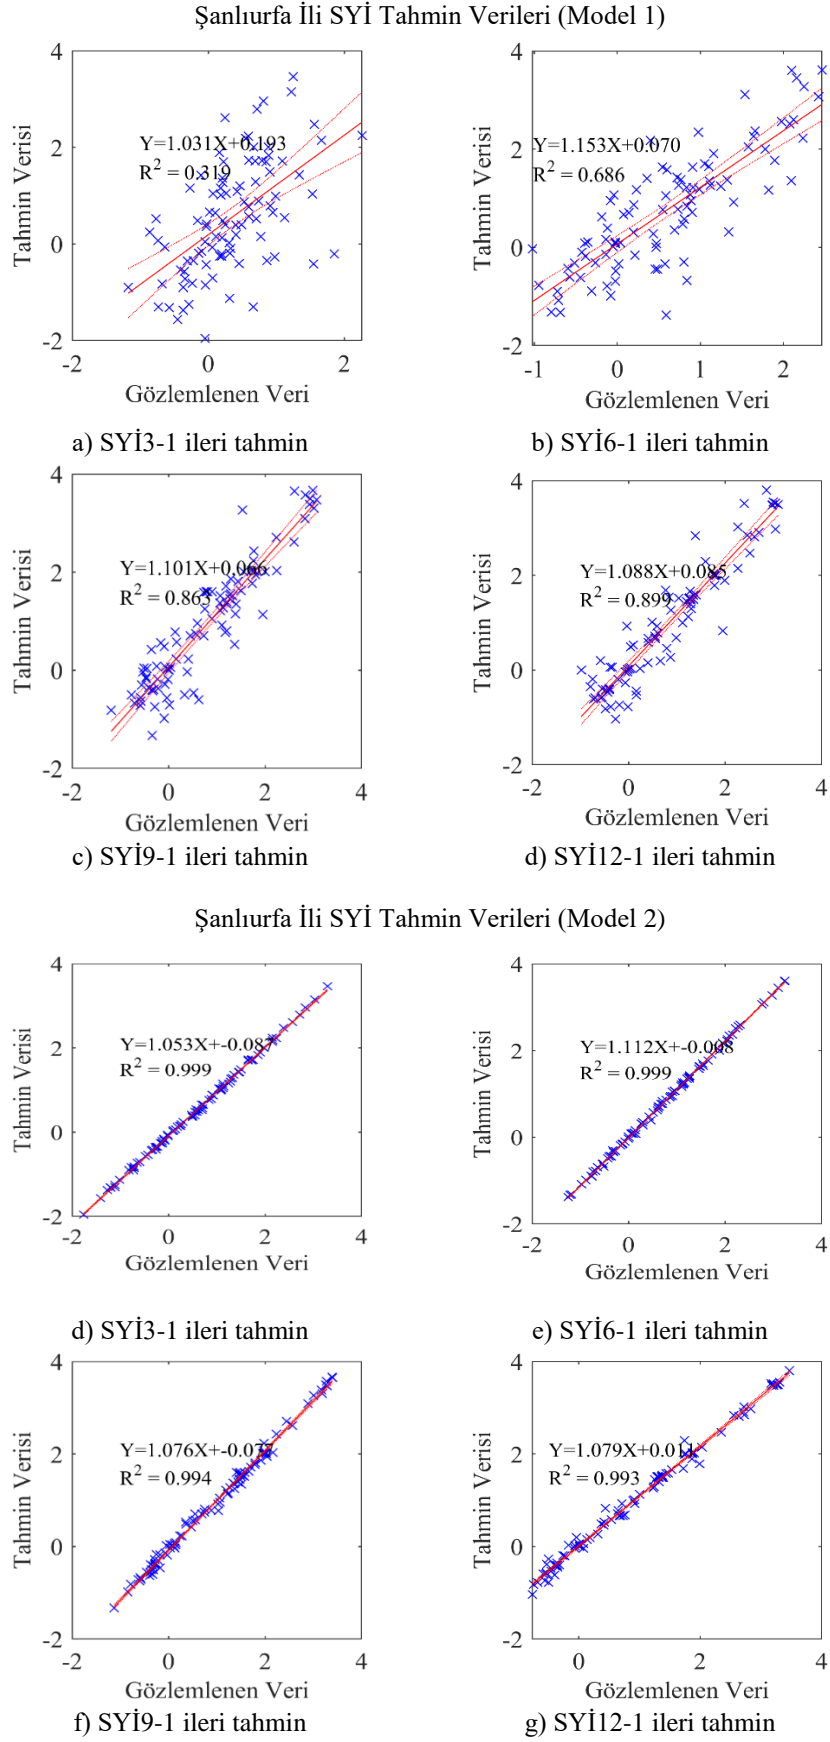 Şanlıurfa İli SYİ Tahmin Verileri (Model 1)
4
2
0
-2
-2
0
2
Tahmin Verisi
Y=1.031X+0.193
R² = 0.319
Gözlemlenen Veri
a) SYİ3-1 ileri tahmin
4
2
0
-2
-1
0
1
2
Tahmin Verisi
Y=1.153X+0.070
R² = 0.686
Gözlemlenen Veri
b) SYİ6-1 ileri tahmin
4
2
0
-2
-2
0
2
4
Tahmin Verisi
Y=1.101X+0.066
R² = 0.863
Gözlemlenen Veri
c) SYİ9-1 ileri tahmin
4
2
0
-2
-2
0
2
4
Tahmin Verisi
Y=1.088X+0.085
R² = 0.899
Gözlemlenen Veri
d) SYİ12-1 ileri tahmin
Şanlıurfa İli SYİ Tahmin Verileri (Model 2)
4
2
0
-2
-2
0
2
4
Tahmin Verisi
Y=1.053X+-0.087
R² = 0.999
Gözlemlenen Veri
d) SYİ3-1 ileri tahmin
4
2
0
-2
-2
0
2
4
Tahmin Verisi
Y=1.112X+-0.008
R² = 0.999
Gözlemlenen Veri
e) SYİ6-1 ileri tahmin
4
2
0
-2
-2
0
2
4
Tahmin Verisi
Y=1.076X+-0.077
R² = 0.994
Gözlemlenen Veri
f) SYİ9-1 ileri tahmin
4
2
0
-2
0
2
4
Tahmin Verisi
Y=1.079X+0.011
R² = 0.993
Gözlemlenen Veri
g) SYİ12-1 ileri tahmin